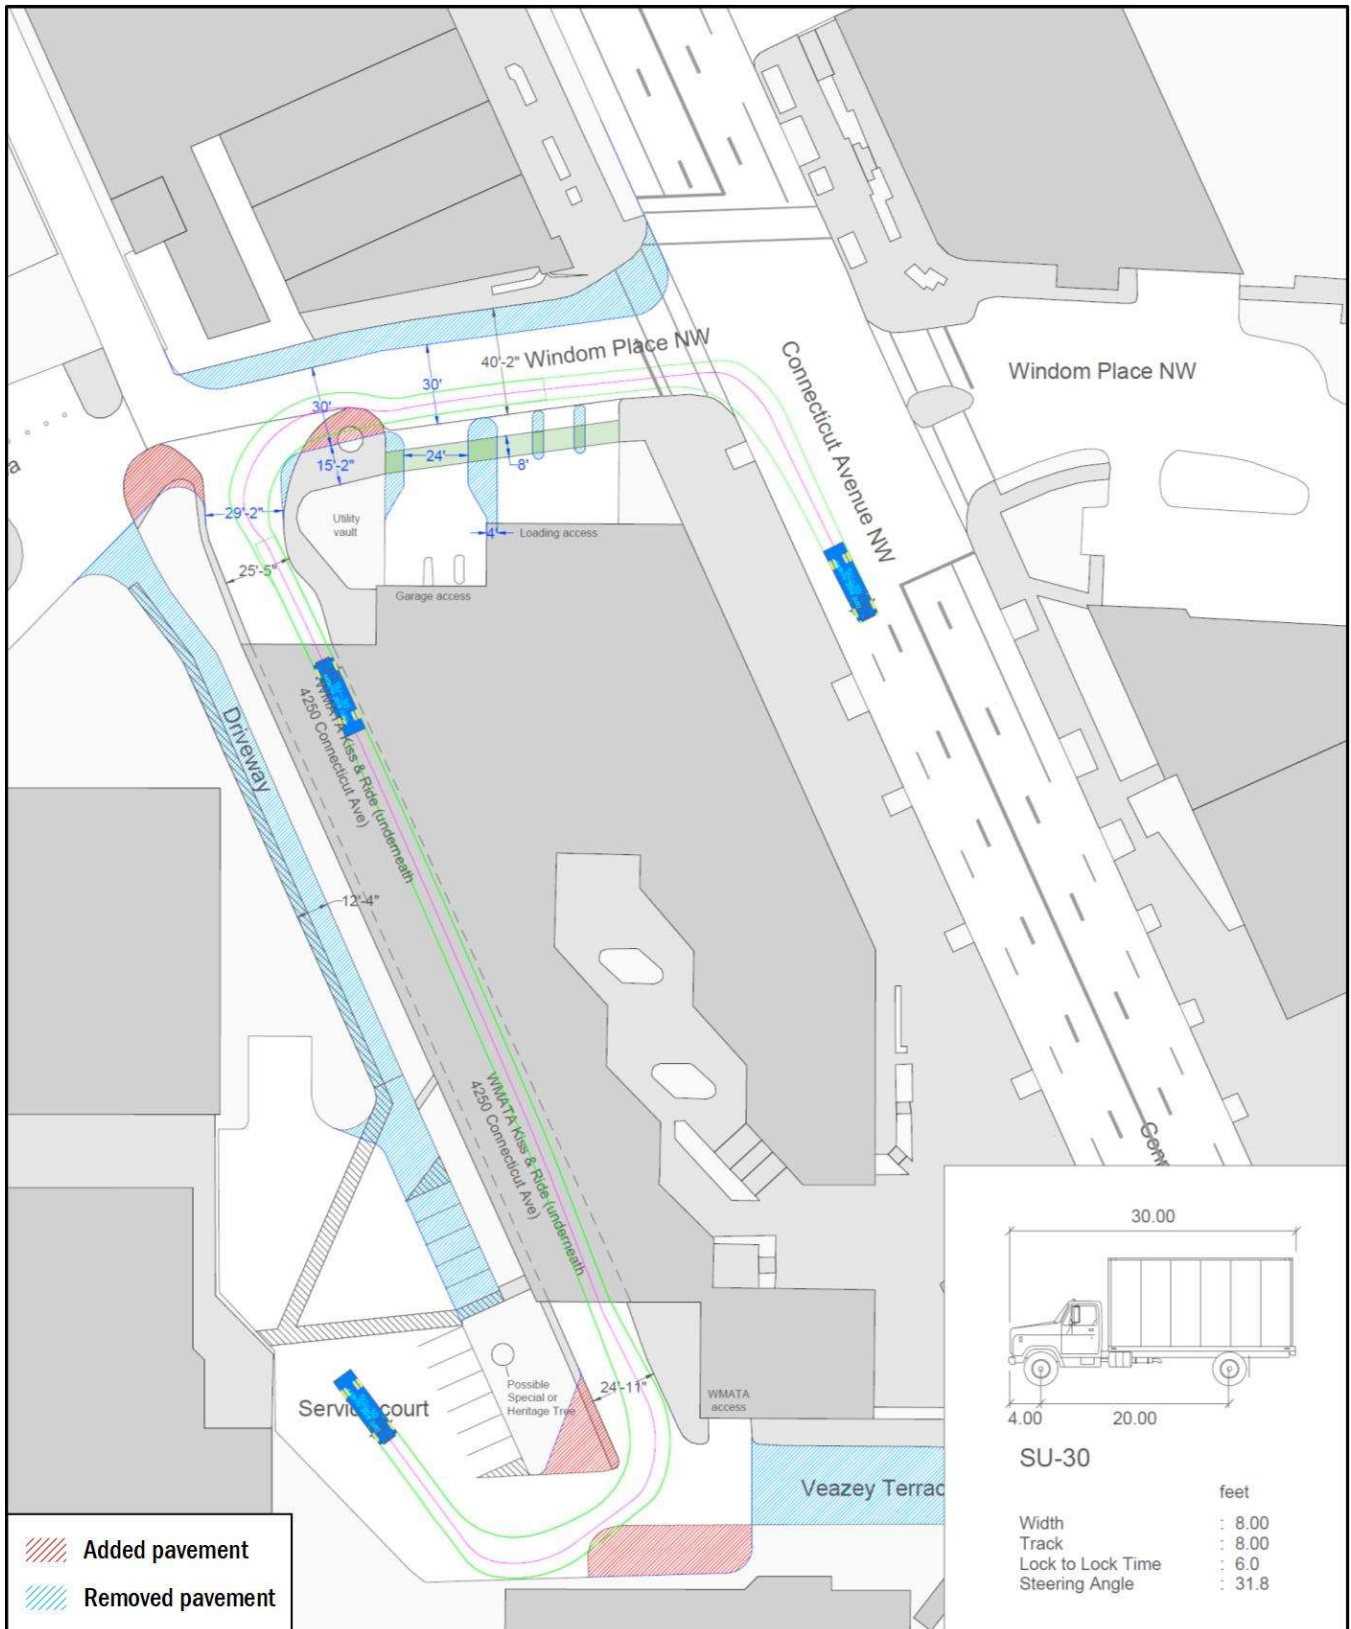 40'-2"
Windom Place NW
30'
30'
Connecticut Avenue NW
Windom Place NW
24'
8'
15'-2"
29'-2"
Utility
vault
4'
Loading access
25'-5"
Garage access
WMATA Kiss & Ride (underneath
4250 Connecticut Ave)
Driveway
12'-4"
WMATA Kiss & Ride (underneath
4250 Connecticut Ave)
Conn
30.00
4.00
20.00
SU-30
feet
Width : 8.00
Track : 8.00
Lock to Lock Time : 6.0
Steering Angle : 31.8
Possible
Special or
Heritage Tree
24'-11"
WMATA
access
Service court
Veazey Terrac
Added pavement
Removed pavement